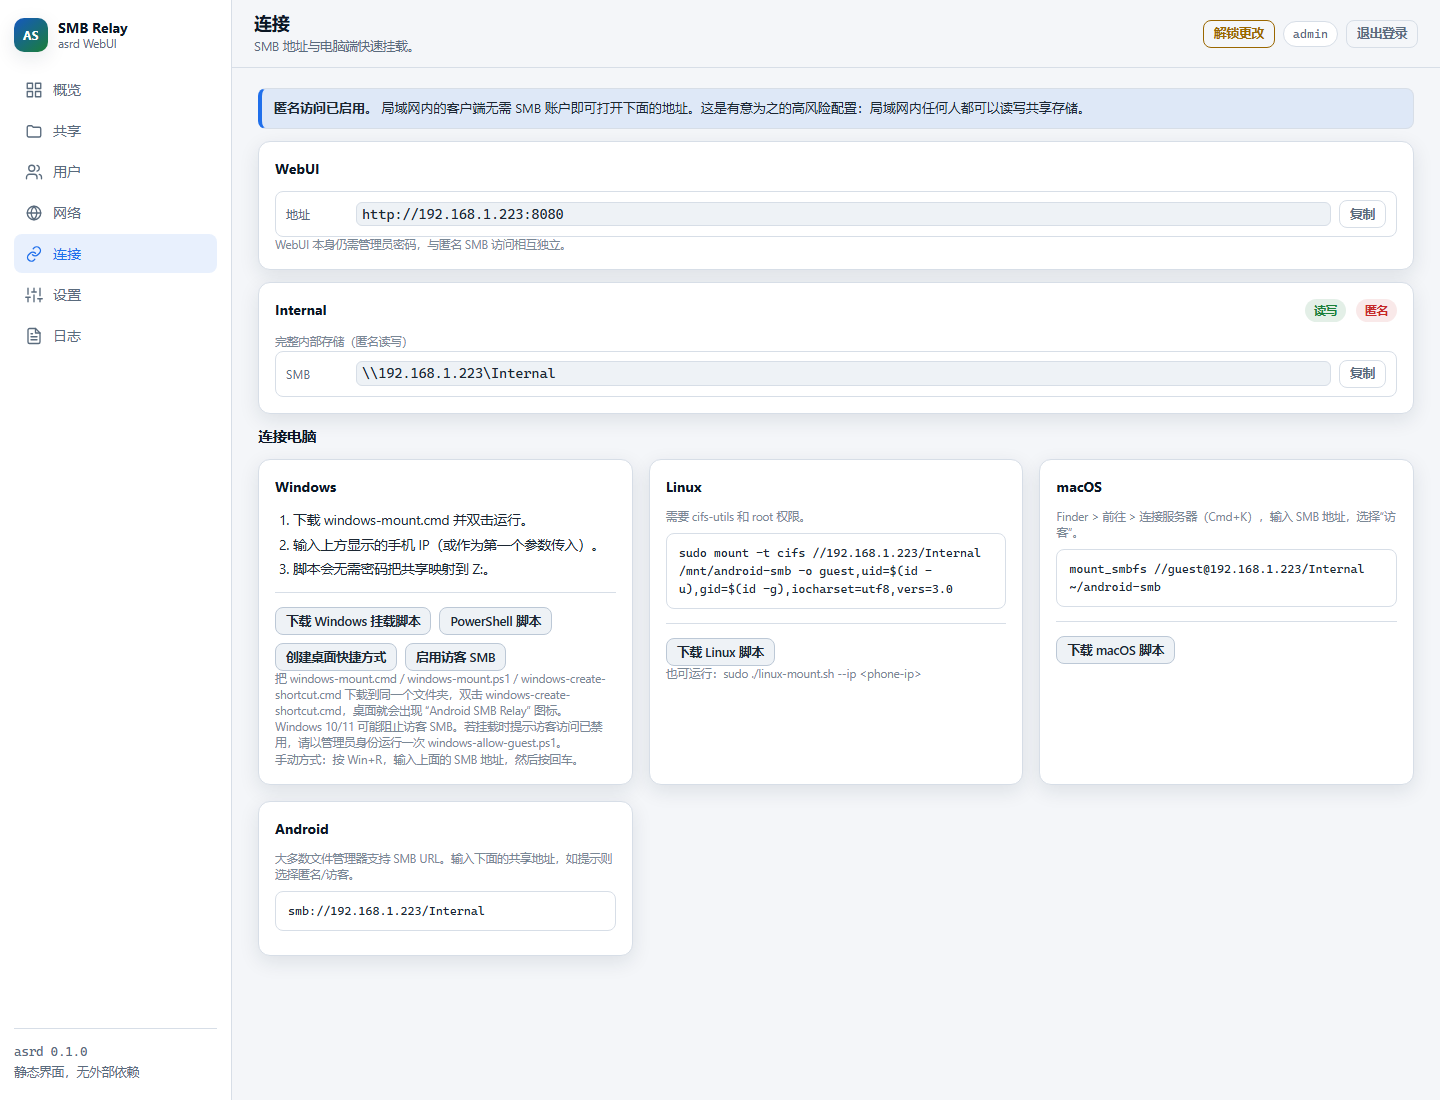 AS
SMB Relay
asrd WebUI
概览
共享
用户
网络
连接
设置
日志
asrd 0.1.0
静态界面，无外部依赖
连接
SMB 地址与电脑端快速挂载。
解锁更改
admin
退出登录
匿名访问已启用。 局域网内的客户端无需 SMB 账户即可打开下面的地址。这是有意为之的高风险配置：局域网内任何人都可以读写共享存储。
WebUI
地址
http://192.168.1.223:8080
复制
WebUI 本身仍需管理员密码，与匿名 SMB 访问相互独立。
Internal
读写
匿名
完整内部存储（匿名读写）
SMB
\\192.168.1.223\Internal
复制
连接电脑
Windows
1. 下载 windows-mount.cmd 并双击运行。
2. 输入上方显示的手机 IP（或作为第一个参数传入）。
3. 脚本会无需密码把共享映射到 Z:。
下载 Windows 挂载脚本
PowerShell 脚本
创建桌面快捷方式
启用访客 SMB
把 windows-mount.cmd / windows-mount.ps1 / windows-create-
shortcut.cmd 下载到同一个文件夹，双击 windows-create-
shortcut.cmd，桌面就会出现 “Android SMB Relay” 图标。
Windows 10/11 可能阻止访客 SMB。若挂载时提示访客访问已禁
用，请以管理员身份运行一次 windows-allow-guest.ps1。
手动方式：按 Win+R，输入上面的 SMB 地址，然后按回车。
Linux
需要 cifs-utils 和 root 权限。
sudo mount -t cifs //192.168.1.223/Internal
/mnt/android-smb -o guest,uid=$(id -
u),gid=$(id -g),iocharset=utf8,vers=3.0
下载 Linux 脚本
也可运行：sudo ./linux-mount.sh --ip <phone-ip>
macOS
Finder > 前往 > 连接服务器（Cmd+K），输入 SMB 地址，选择“访
客”。
mount_smbfs //guest@192.168.1.223/Internal
~/android-smb
下载 macOS 脚本
Android
大多数文件管理器支持 SMB URL。输入下面的共享地址，如提示则
选择匿名/访客。
smb://192.168.1.223/Internal